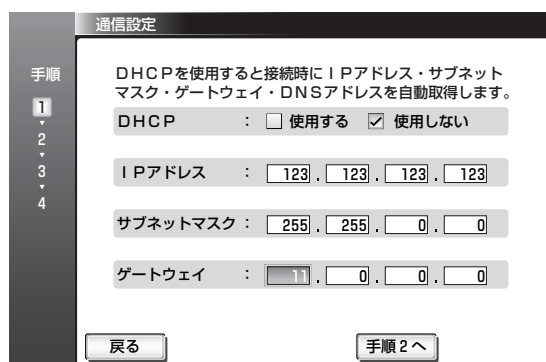 通信設定
手順
1
2
3
4
DHCPを使用すると接続時にIPアドレス・サブネット
マスク・ゲートウェイ・DNSアドレスを自動取得します。
DHCP : 使用する 使用しない
IPアドレス : 123 . 123 . 123 . 123
サブネットマスク : 255 . 255 . 0 . 0
ゲートウェイ : 11 . 0 . 0 . 0
戻る 手順2へ